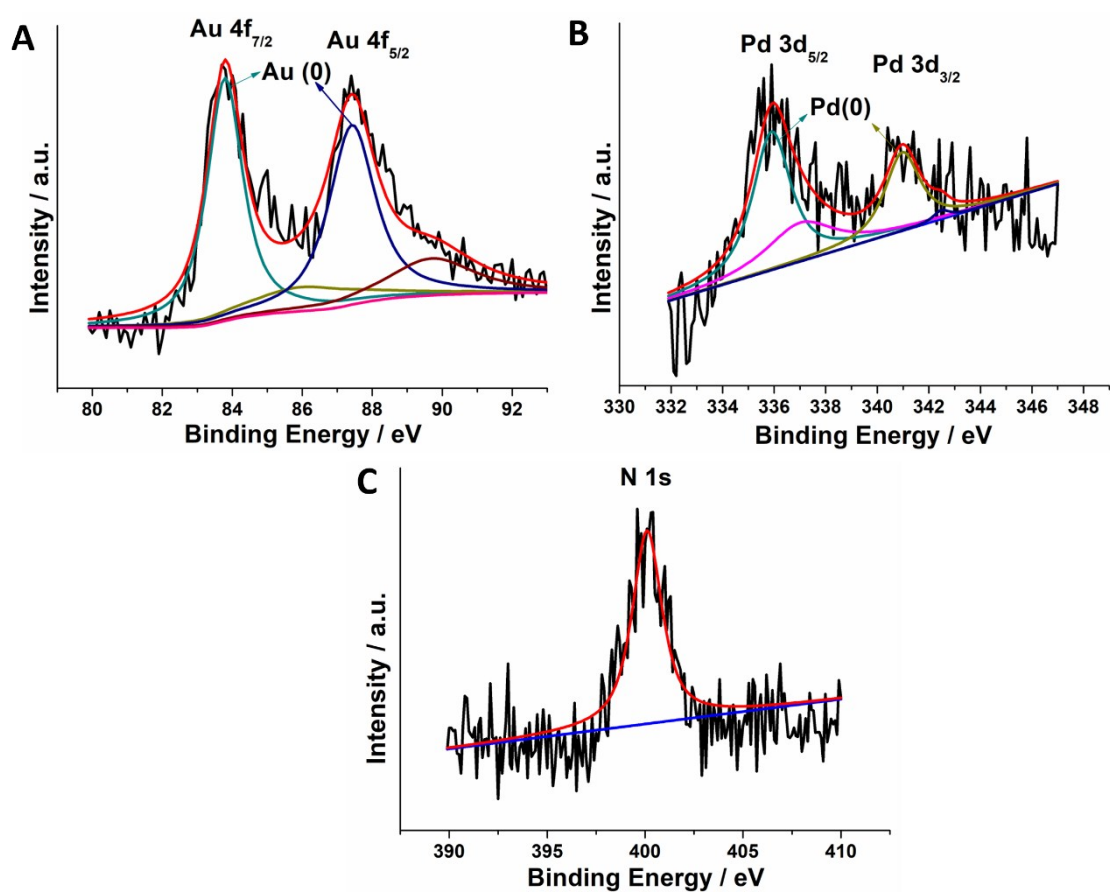 A
Au 4f7/2
Au 4f5/2
Au (0)
Intensity / a.u.
80 82 84 86 88 90 92
Binding Energy / eV
B
Pd 3d5/2
Pd 3d3/2
Pd(0)
Intensity / a.u.
330 332 334 336 338 340 342 344 346 348
Binding Energy / eV
C
N 1s
Intensity / a.u.
390 395 400 405 410
Binding Energy / eV